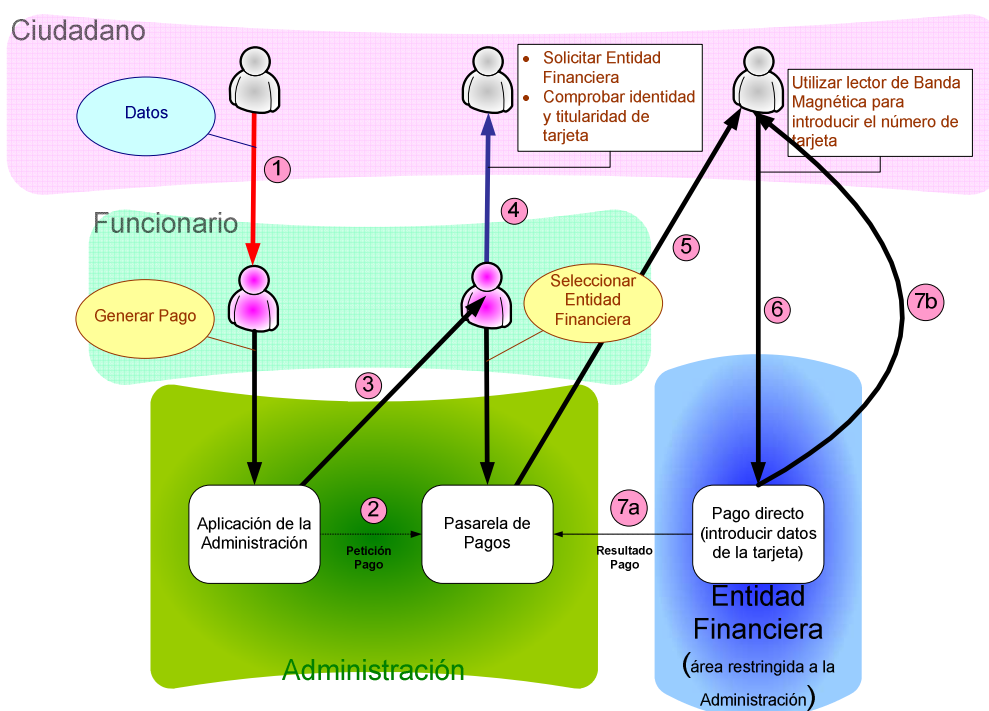 Ciudadano
Datos
1
• Solicitar Entidad
Financiera
• Comprobar identidad
y titularidad de
tarjeta
Utilizar lector de Banda
Magnética para
introducir el número de
tarjeta
Funcionario
4
5
Generar Pago
Seleccionar
Entidad
Financiera
6
7b
3
Aplicación de la
Administración
2
Petición
Pago
Pasarela de
Pagos
7a
Resultado
Pago
Pago directo
(introducir datos
de la tarjeta)
Administración
Entidad
Financiera
(área restringida a la
Administración)